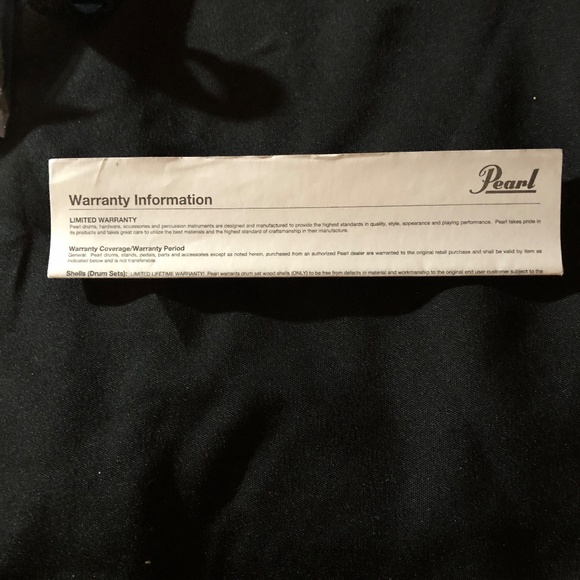 Pearl
Warranty Information
LIMITED WARRANTY
Pearl drums, hardware, accessories and percussion instruments are designed and manufactured to provide the highest standards in quality, style, appearance and playing performance. Pearl takes pride in
its products and takes great care to utilize the best materials and the highest standard of craftsmanship in their manufacture.
Warranty Coverage/Warranty Period
General: Pearl drums, stands, pedals, parts and accessories except as noted herein, purchased from an authorized Pearl dealer are warranted to the original retail purchase and shall be valid by item as
indicated below and is not transferable.
Shells (Drum Sets): LIMITED LIFETIME WARRANTY! Pearl warrants drum set wood shells (ONLY) to be free from defects in material and workmanship to the original end user customer subject to the